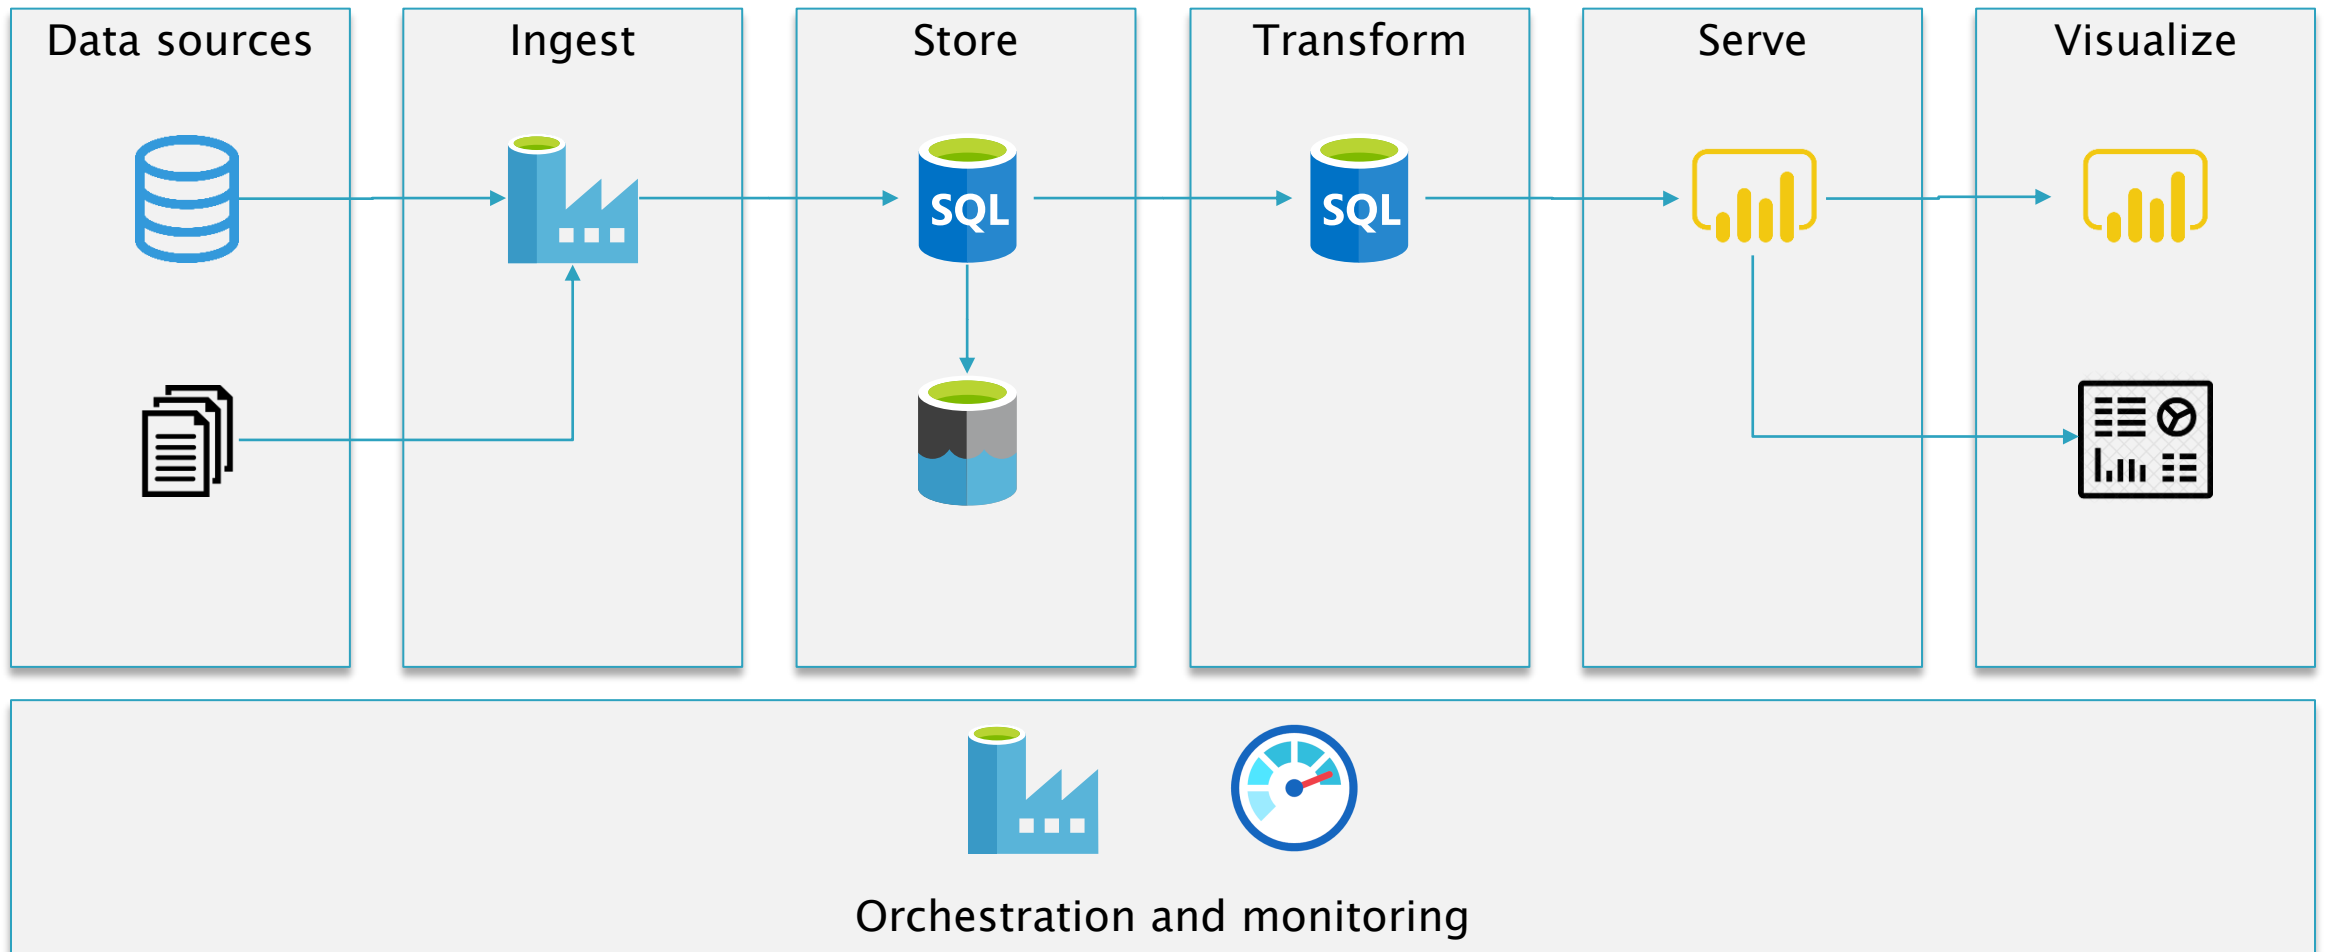 Data sources
Ingest
Store
Transform
Serve
Visualize
SQL
SQL
Orchestration and monitoring